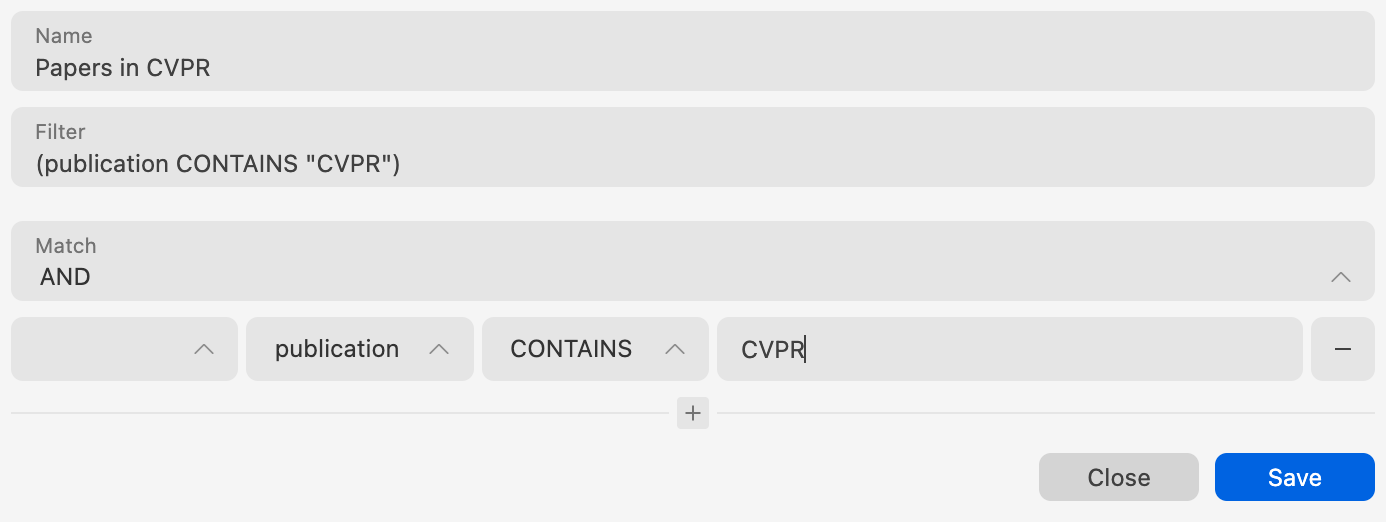 Name
Papers in CVPR
Filter
(publication CONTAINS "CVPR")
Match
AND
publication CONTAINS CVPR
Close Save